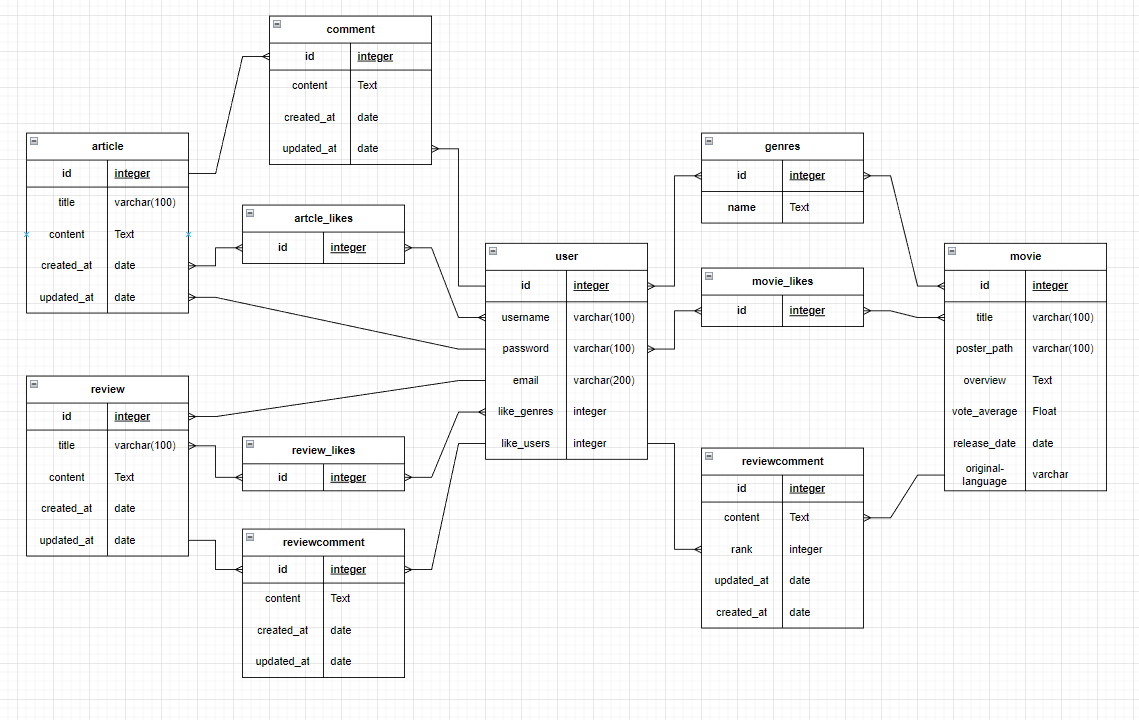 comment
id integer
content Text
created_at date
updated_at date
article
id integer
title varchar(100)
content Text
created_at date
updated_at date
artcle_likes
id integer
genres
id integer
name Text
user
id integer
username varchar(100)
password varchar(100)
email varchar(200)
like_genres integer
like_users integer
movie_likes
id integer
movie
id integer
title varchar(100)
poster_path varchar(100)
overview Text
vote_average Float
release_date date
original-
language varchar
review
id integer
title varchar(100)
content Text
created_at date
updated_at date
review_likes
id integer
reviewcomment
id integer
content Text
rank integer
updated_at date
created_at date
reviewcomment
id integer
content Text
created_at date
updated_at date